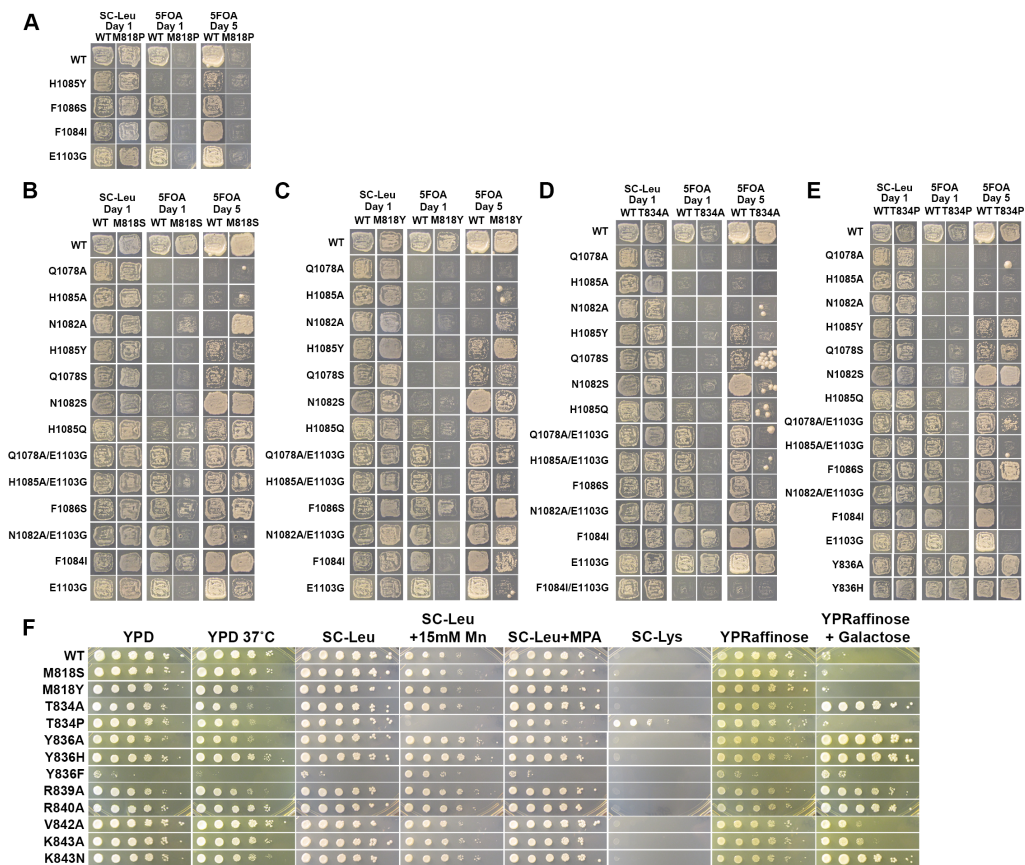 A
SC-Leu Day 1
5FOA Day 1
5FOA Day 5
WT M818P WT M818P WT M818P
WT
H1085Y
F1086S
F1084I
E1103G
B
SC-Leu Day 1
5FOA Day 1
5FOA Day 5
WT M818S WT M818S WT M818S
WT
Q1078A
H1085A
N1082A
H1085Y
Q1078S
N1082S
H1085Q
Q1078A/E1103G
H1085A/E1103G
F1086S
N1082A/E1103G
F1084I
E1103G
C
SC-Leu Day 1
5FOA Day 1
5FOA Day 5
WT M818Y WT M818Y WT M818Y
WT
Q1078A
H1085A
N1082A
H1085Y
Q1078S
N1082S
H1085Q
Q1078A/E1103G
H1085A/E1103G
F1086S
N1082A/E1103G
F1084I
E1103G
D
SC-Leu Day 1
5FOA Day 1
5FOA Day 5
WT T834A WT T834A WT T834A
WT
Q1078A
H1085A
N1082A
H1085Y
Q1078S
N1082S
H1085Q
Q1078A/E1103G
H1085A/E1103G
F1086S
N1082A/E1103G
F1084I
E1103G
F1084I/E1103G
E
SC-Leu Day 1
5FOA Day 1
5FOA Day 5
WT T834P WT T834P WT T834P
WT
Q1078A
H1085A
N1082A
H1085Y
Q1078S
N1082S
H1085Q
Q1078A/E1103G
H1085A/E1103G
F1086S
N1082A/E1103G
F1084I
E1103G
Y836A
Y836H
F
YPD
YPD 37˚C
SC-Leu
SC-Leu +15mM Mn
SC-Leu+MPA
SC-Lys
YPRaffinose
YPRaffinose + Galactose
WT
M818S
M818Y
T834A
T834P
Y836A
Y836H
Y836F
R839A
R840A
V842A
K843A
K843N